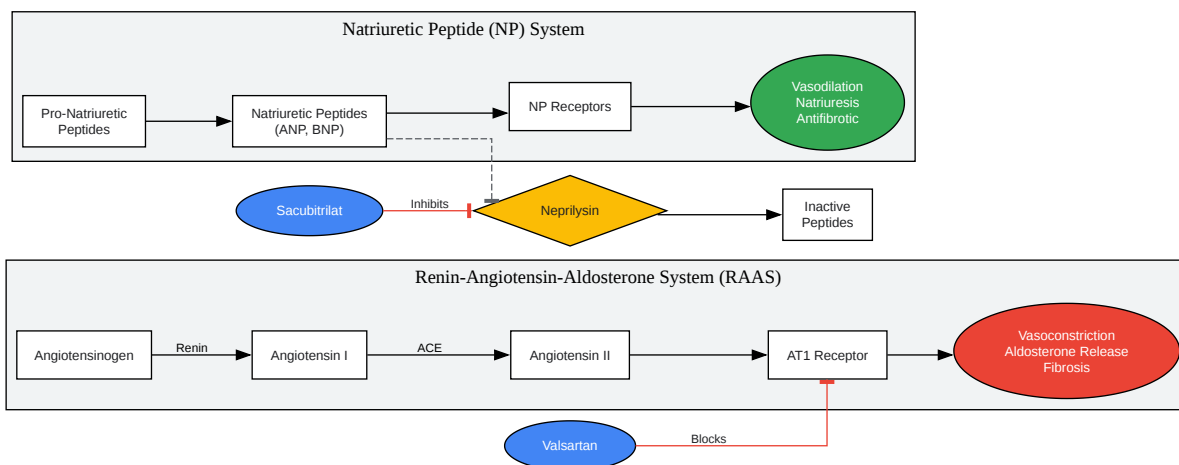 Natriuretic Peptide (NP) System
Pro-Natriuretic
Peptides
Natriuretic Peptides
(ANP, BNP)
NP Receptors
Vasodilation
Natriuresis
Antifibrotic
Sacubitrilat
Inhibits
Neprilysin
Inactive
Peptides
Renin-Angiotensin-Aldosterone System (RAAS)
Angiotensinogen
Renin
Angiotensin I
ACE
Angiotensin II
AT1 Receptor
Vasoconstriction
Aldosterone Release
Fibrosis
Valsartan
Blocks